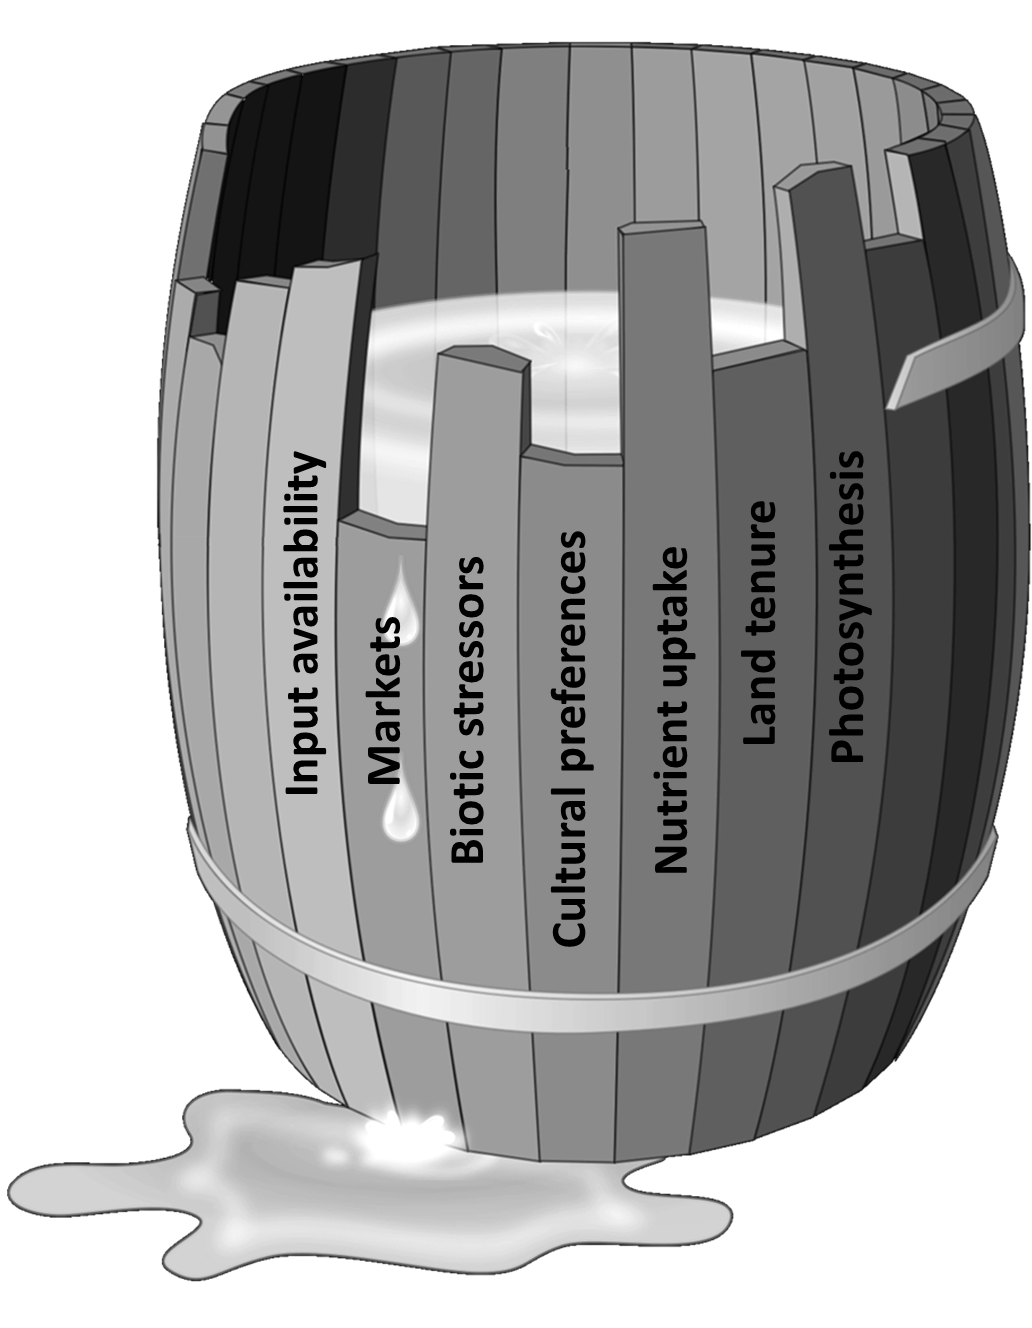 Input availability
Markets
Biotic stressors
Cultural preferences
Nutrient uptake
Land tenure
Photosynthesis